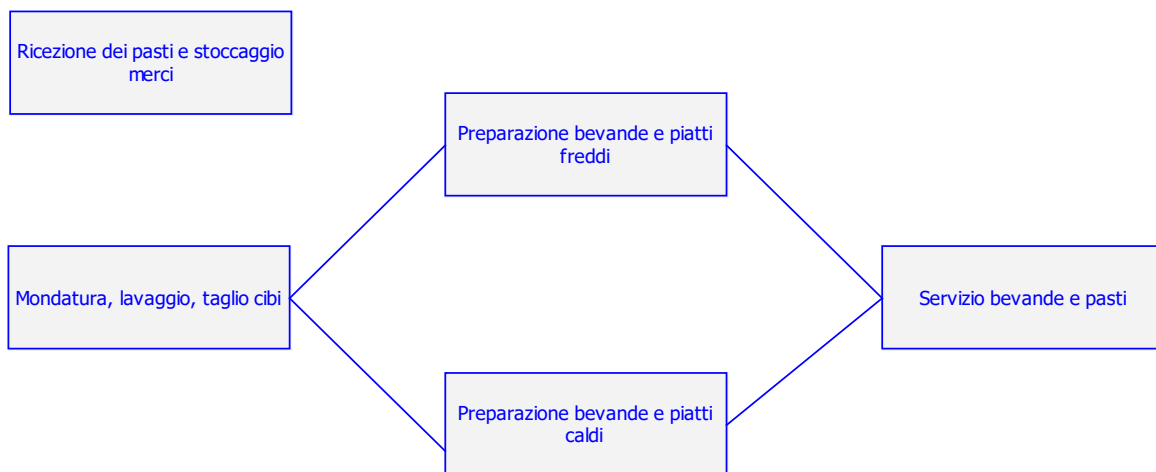 Ricezione dei pasti e stoccaggio
merci
Preparazione bevande e piatti
freddi
Mondatura, lavaggio, taglio cibi
Servizio bevande e pasti
Preparazione bevande e piatti
caldi